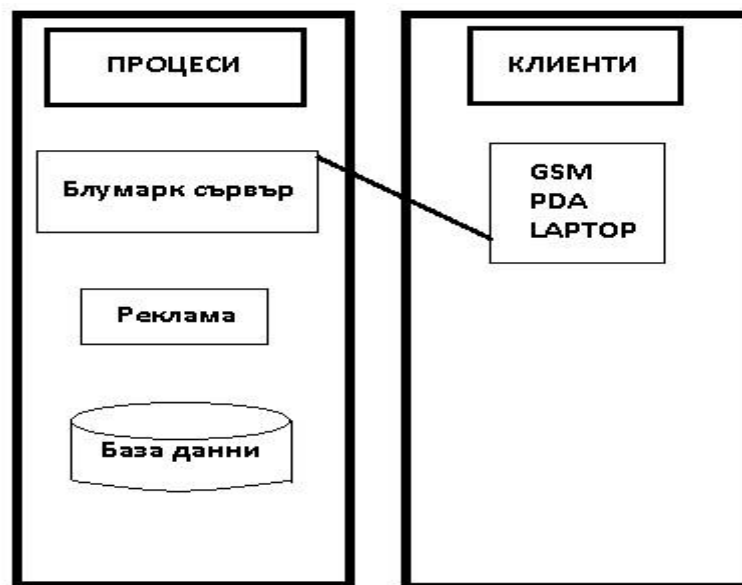 ПРОЦЕСИ
Блумарк сървър
Реклама
База данни
КЛИЕНТИ
GSM
PDA
LAPTOP